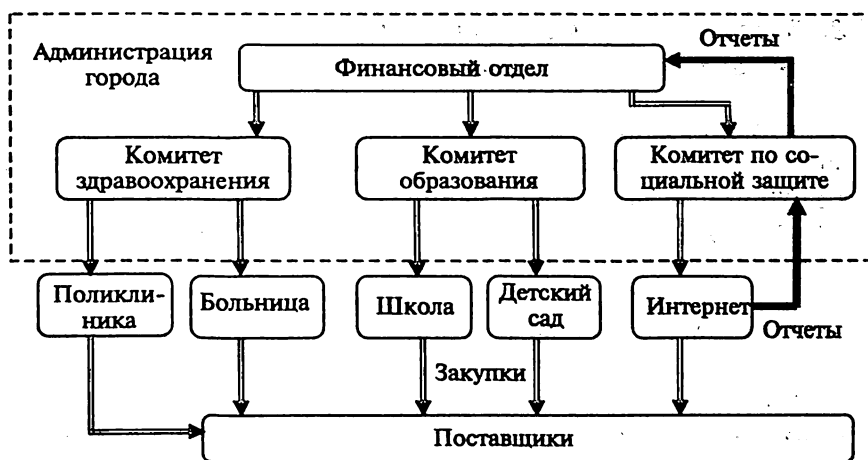 Администрация
города
Отчеты
Финансовый отдел
Комитет
здравоохранения
Комитет
образования
Комитет по со-
циальной защите
Поликли-
ника
Больница
Школа
Детский
сад
Интернет
Отчеты
Закупки
Поставщики